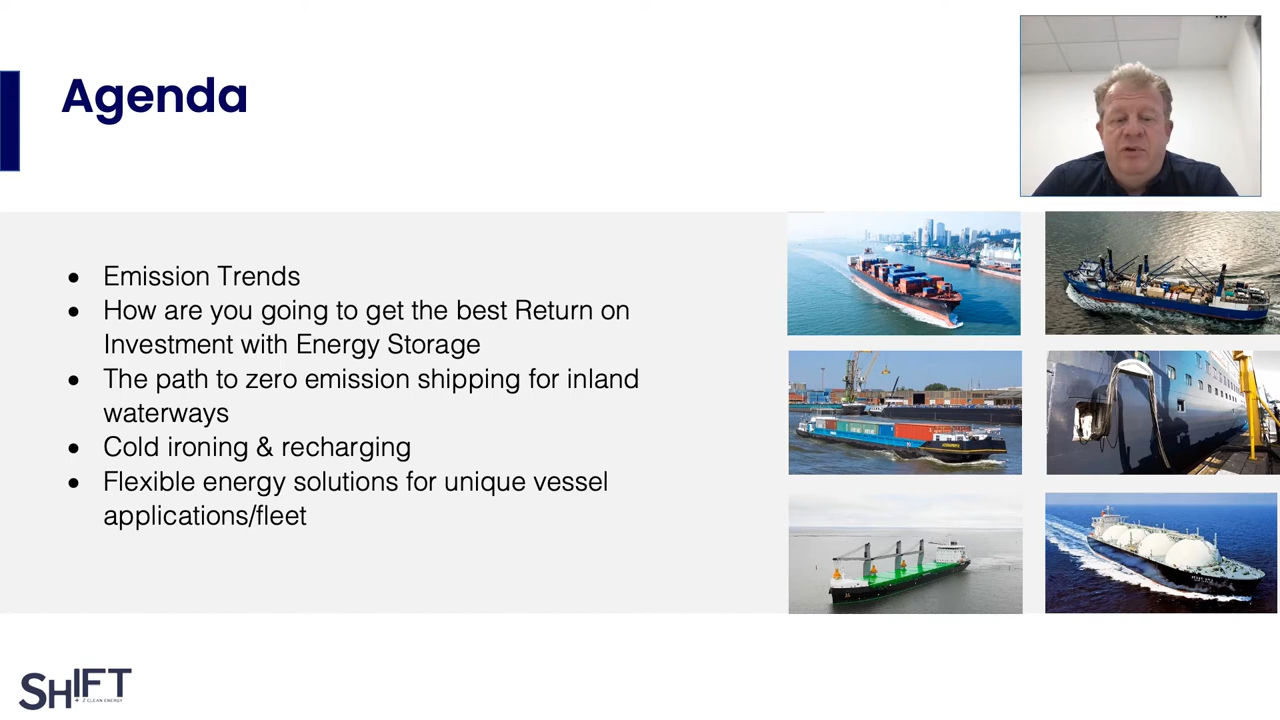 Agenda
• Emission Trends
• How are you going to get the best Return on
Investment with Energy Storage
• The path to zero emission shipping for inland
waterways
• Cold ironing & recharging
• Flexible energy solutions for unique vessel
applications/fleet
SHIFT
CLEAN ENERGY